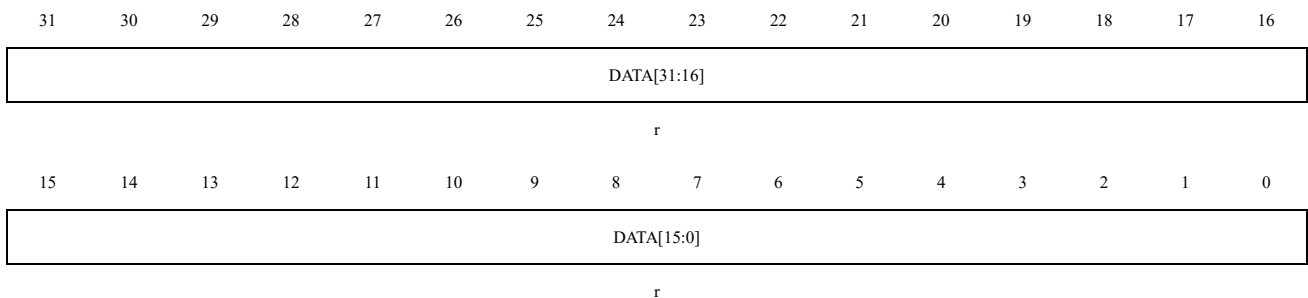 31 30 29 28 27 26 25 24 23 22 21 20 19 18 17 16
DATA[31:16]
r
15 14 13 12 11 10 9 8 7 6 5 4 3 2 1 0
DATA[15:0]
r